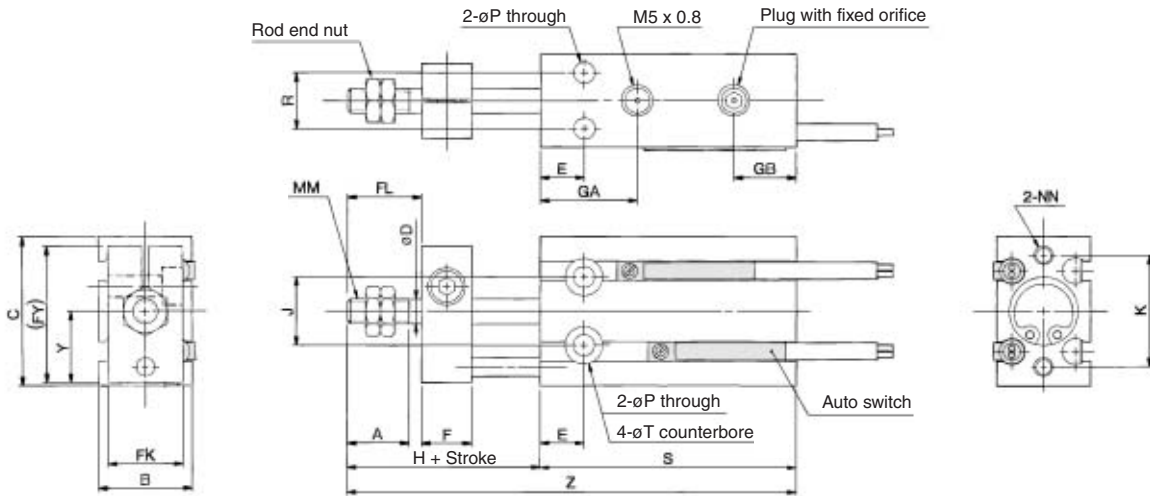 2-øP through
M5 x 0.8
Plug with fixed orifice
Rod end nut
R
E
GA
GB
MM
FL
øD
2-NN
C
(FY)
Y
J
K
A
F
E
2-øP through
4-øT counterbore
Auto switch
FK
B
H + Stroke
S
Z